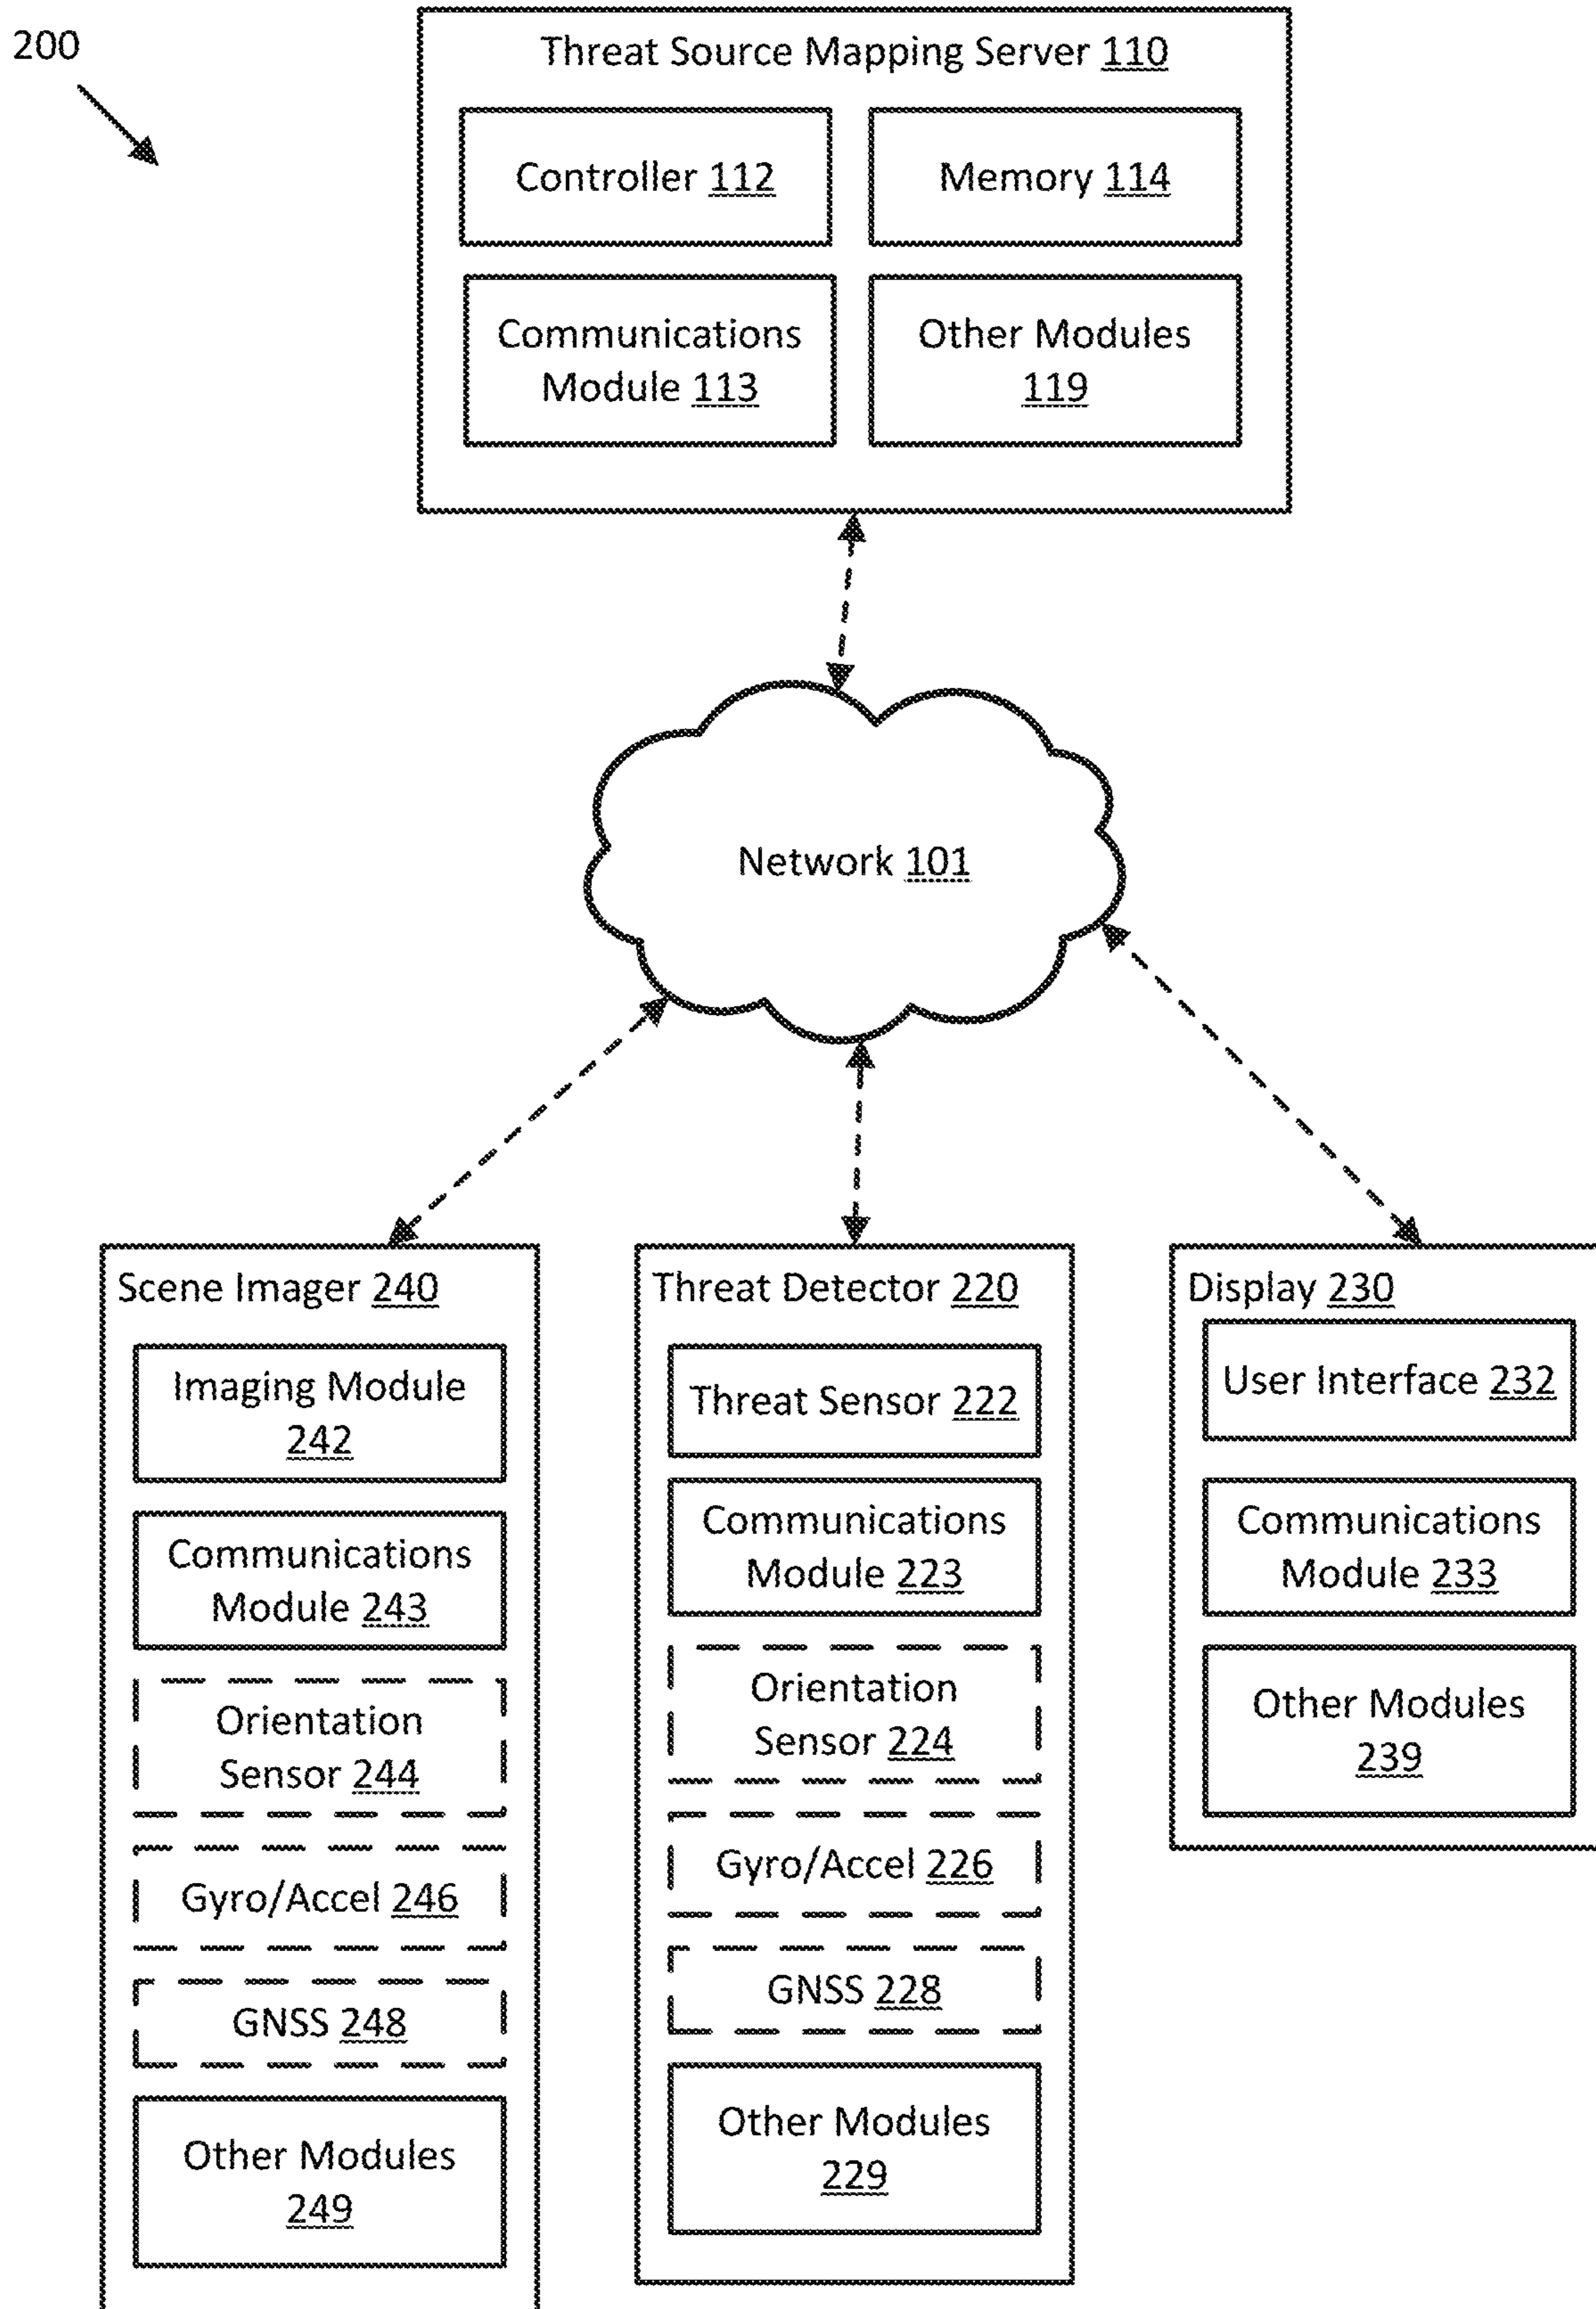 200
Threat Source Mapping Server 110
Controller 112
Memory 114
Communications
Module 113
Other Modules
119
Network 101
Scene Imager 240
Imaging Module
242
Communications
Module 243
Orientation
Sensor 244
Gyro/Accel 246
GNSS 248
Other Modules
249
Threat Detector 220
Threat Sensor 222
Communications
Module 223
Orientation
Sensor 224
Gyro/Accel 226
GNSS 228
Other Modules
229
Display 230
User Interface 232
Communications
Module 233
Other Modules
239